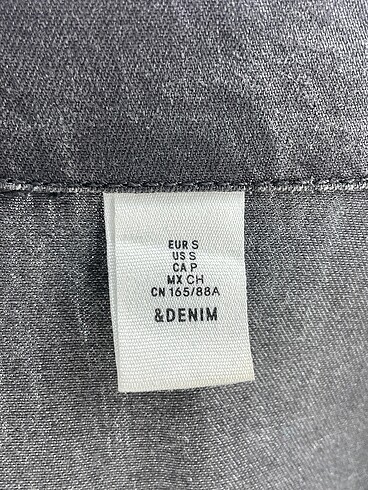 EUR S
US S
CA P
MX CH
CN 165/88A
&DENIM